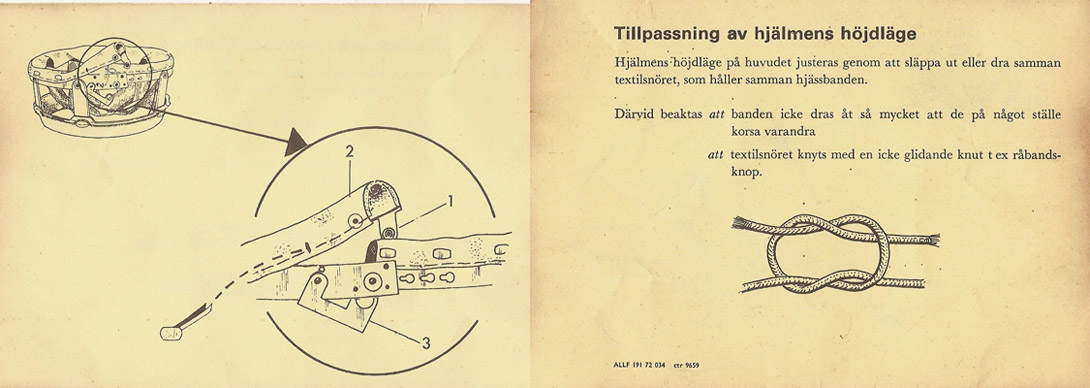 2
1
3
Tillpassning av hjälmens höjdläge
Hjälmens höjdläge på huvudet justeras genom att släppa ut eller dra samman
textilsnöret, som håller samman hjässbanden.
Därvid beaktas att banden icke dras åt så mycket att de på något ställe
korsa varandra
att textilsnöret knyts med en icke glidande knut t ex råbands-
knop.
ALLF 191 72 034 ctr 9659